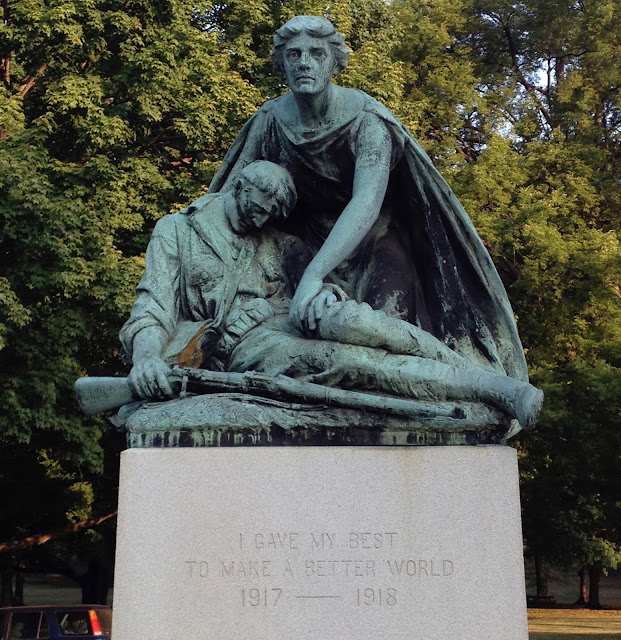 I GAVE MY BEST
TO MAKE A BETTER WORLD
1917 — 1918